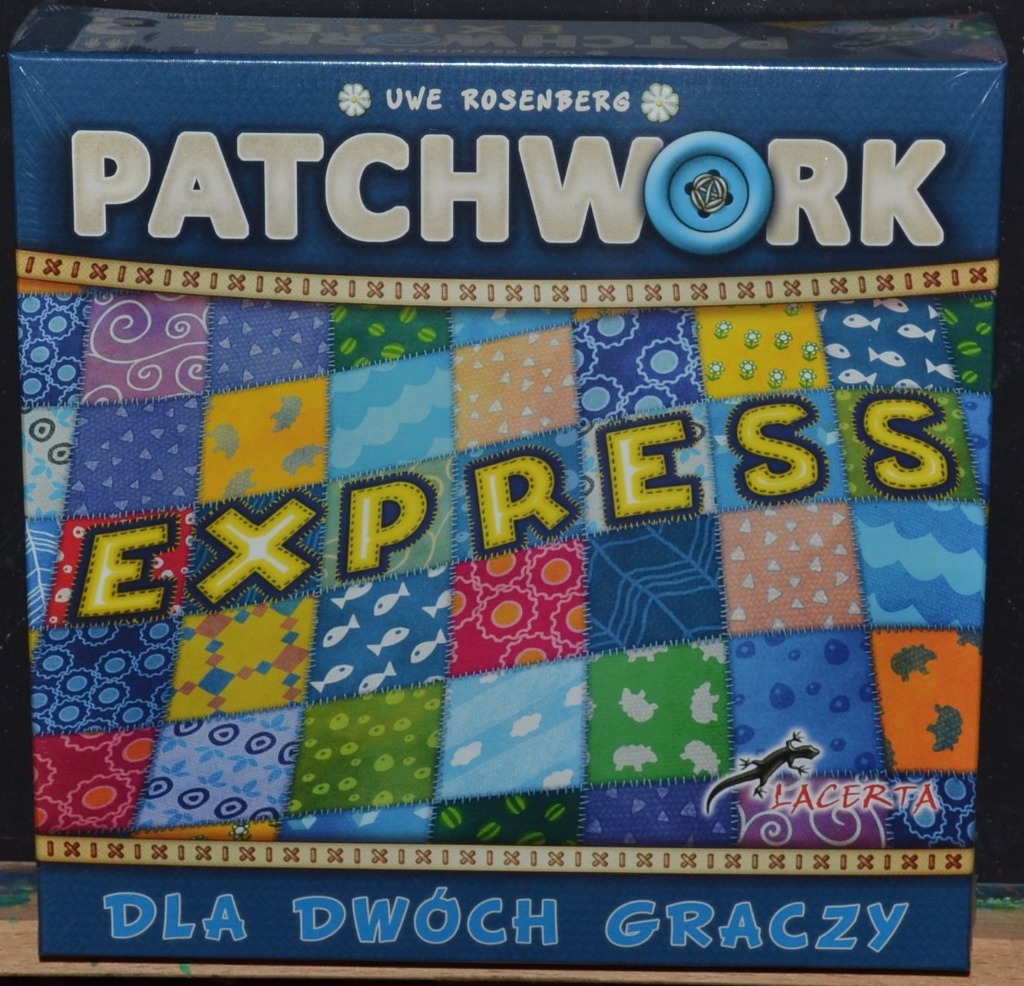 UWE ROSENBERG
PATCHWORK
EXPRESS
LACERTA
DLA DWÓCH GRACZY